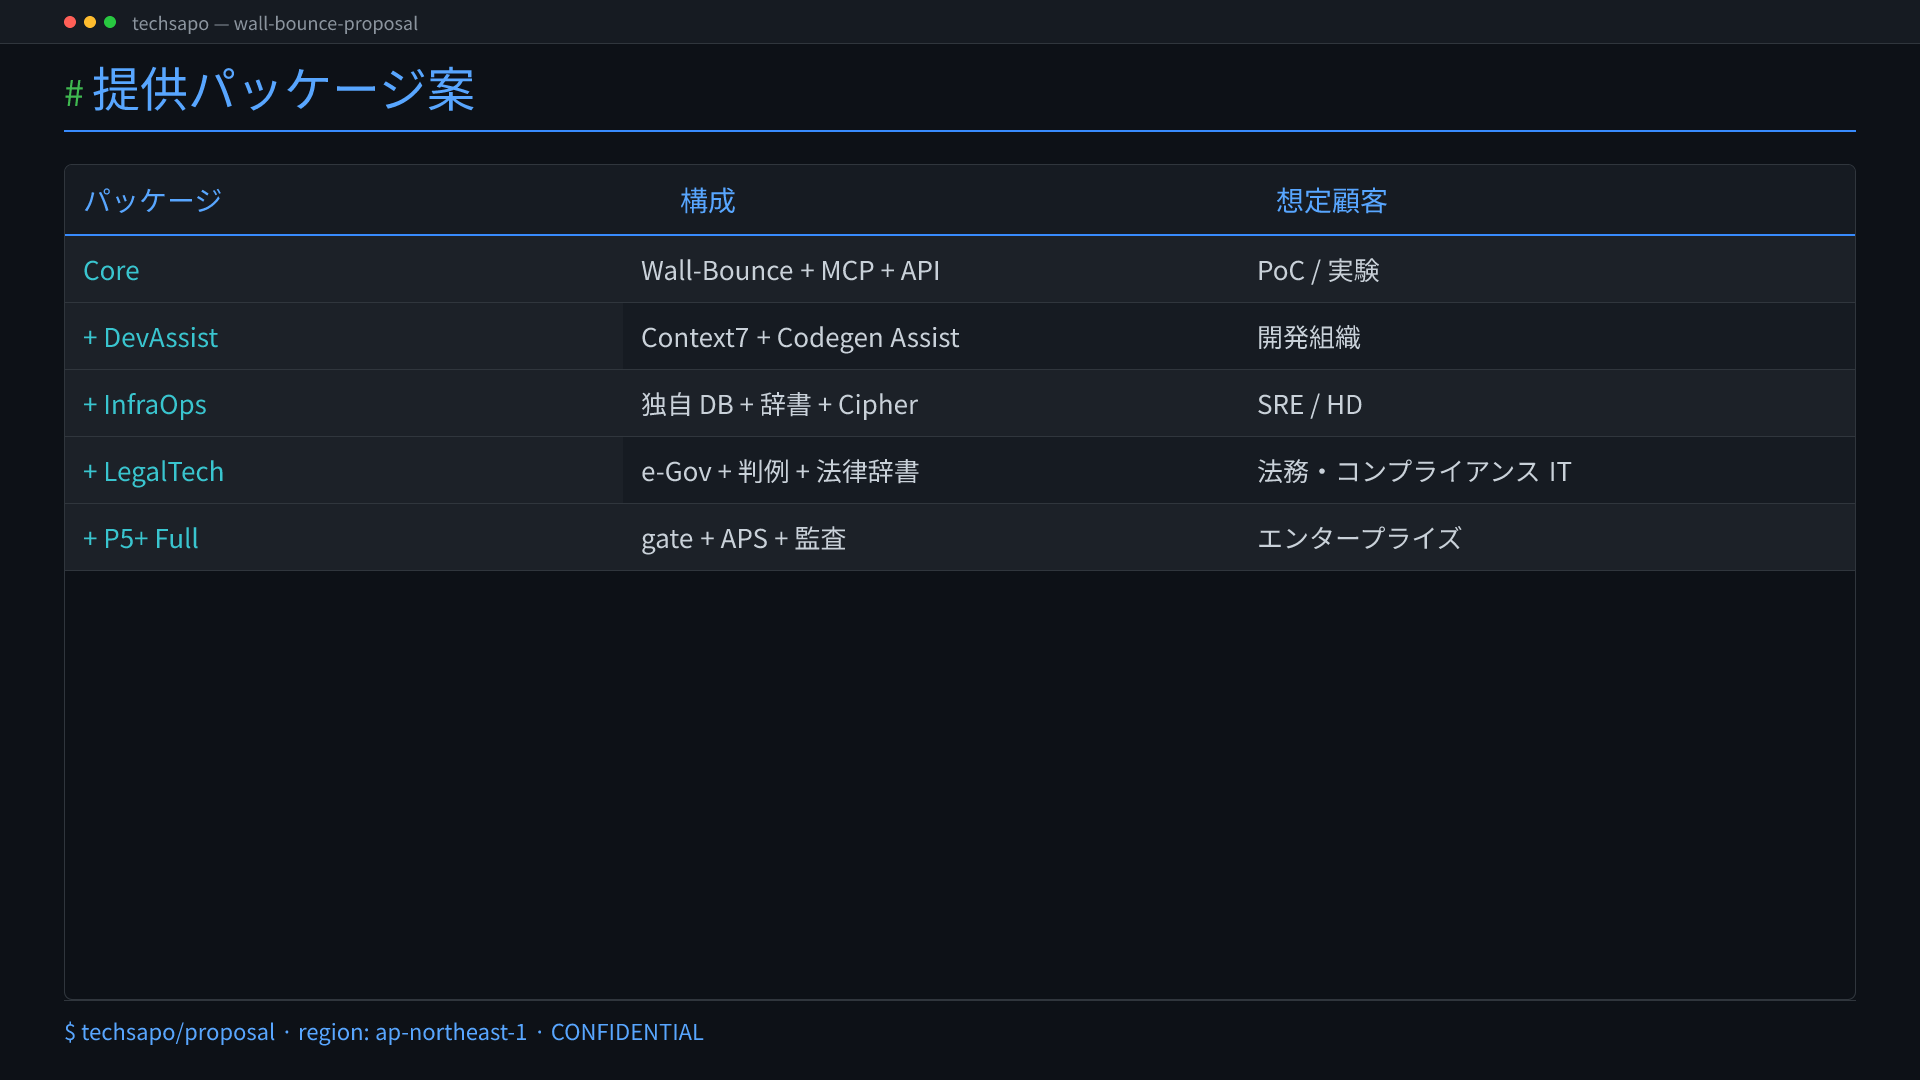 techsapo — wall-bounce-proposal
# 提供パッケージ案
パッケージ 構成 想定顧客
Core Wall-Bounce + MCP + API PoC / 実験
+ DevAssist Context7 + Codegen Assist 開発組織
+ InfraOps 独自 DB + 辞書 + Cipher SRE / HD
+ LegalTech e-Gov + 判例 + 法律辞書 法務・コンプライアンス IT
+ P5+ Full gate + APS + 監査 エンタープライズ
$ techsapo/proposal · region: ap-northeast-1 · CONFIDENTIAL